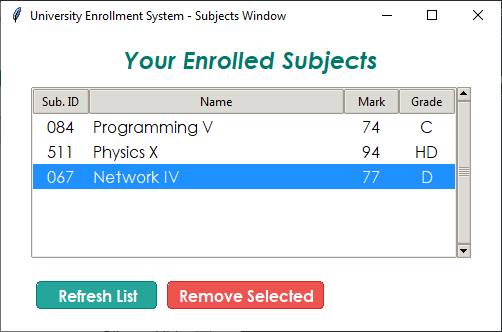 University Enrollment System - Subjects Window
Your Enrolled Subjects
Sub. ID Name Mark Grade
084 Programming V 74 C
511 Physics X 94 HD
067 Network IV 77 D
Refresh List Remove Selected